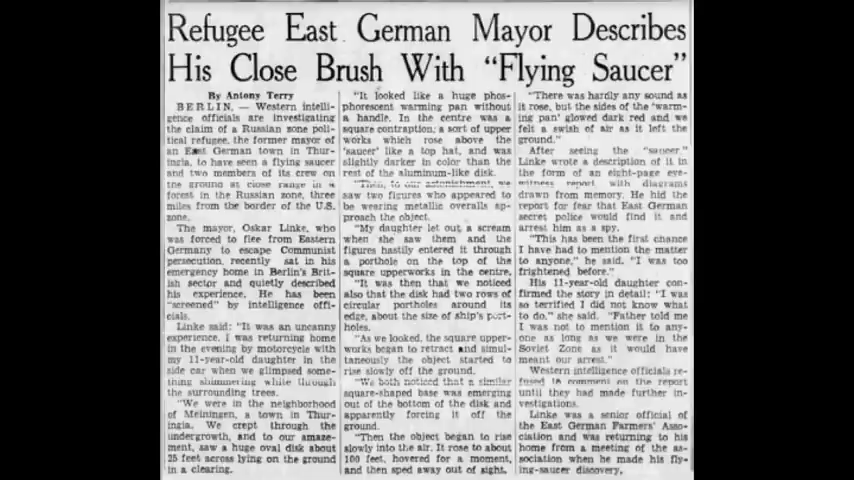 Refugee East German Mayor Describes
His Close Brush With "Flying Saucer"
By Antony Terry
BERLIN, — Western intelli-
gence officials are investigating
the claim of a Russian zone poli-
tical refugee, the former mayor of
an East German town in Thur-
ingia, to have seen a flying saucer
and two members of its crew on
the ground at close range in a
forest in the Russian zone, three
miles from the border of the U.S.
zone.
The mayor, Oskar Linke, who
was forced to flee from Eastern
Germany to escape Communist
persecution, recently sat in his
emergency home in Berlin's Brit-
ish sector and quietly described
his experience. He has been
"screened" by intelligence offi-
cials.
Linke said: "It was an uncanny
experience. I was returning home
in the evening by motorcycle with
"my 11-year-old daughter in the
side car when we glimpsed some-
thing shimmering white through
the surrounding trees.
"We were in the neighborhood
of Meiningen, a town in Thur-
ingia. We crept through the
undergrowth, and to our amaze-
ment, saw a huge oval disk about
25 feet across lying on the ground
in a clearing.
"It looked like a huge phos-
phorescent warming pan without
a handle. In the centre was a
square contraption, a sort of upper
works which rose above the
'saucer' like a top hat, and was
slightly darker in color than the
rest of the aluminum-like disk.
"Then, to our astonishment, we
saw two figures who appeared to
be wearing metallic overalls ap-
proach the object.
"My daughter let out a scream
when she saw them and the
figures hastily entered it through
a porthole on the top of the
square upperworks in the centre.
"It was then that we noticed
also that the disk had two rows of
circular portholes around its
edge, about the size of ship's port-
holes.
"As we looked, the square upper-
works began to retract and simul-
taneously the object started to
rise slowly off the ground.
"We both noticed that a similar
square-shaped base was emerging
out of the bottom of the disk and
apparently forcing it off the
ground.
"Then the object began to rise
slowly into the air. It rose to about
100 feet, hovered for a moment,
and then sped away out of sight.
"There was hardly any sound as
it rose, but the sides of the 'warm-
ing pan' glowed dark red and we
felt a swish of air as it left the
ground."
After seeing the "saucer,"
Linke wrote a description of it in
the form of an eight-page eye-
witness report with diagrams
drawn from memory. He hid the
report for fear that East German
secret police would find it and
arrest him as a spy.
"This has been the first chance
I have had to mention the matter
to anyone," he said. "I was too
frightened before."
His 11-year-old daughter con-
firmed the story in detail: "I was
so terrified I did not know what
to do," she said. "Father told me
I was not to mention it to any-
one as long as we were in the
Soviet Zone as it would have
meant our arrest."
Western intelligence officials re-
fused to comment on the report
until they had made further in-
vestigations.
Linke was a senior official of
the East German Farmers' Asso-
ciation and was returning to his
home from a meeting of the as-
sociation when he made his fly-
ing-saucer discovery,